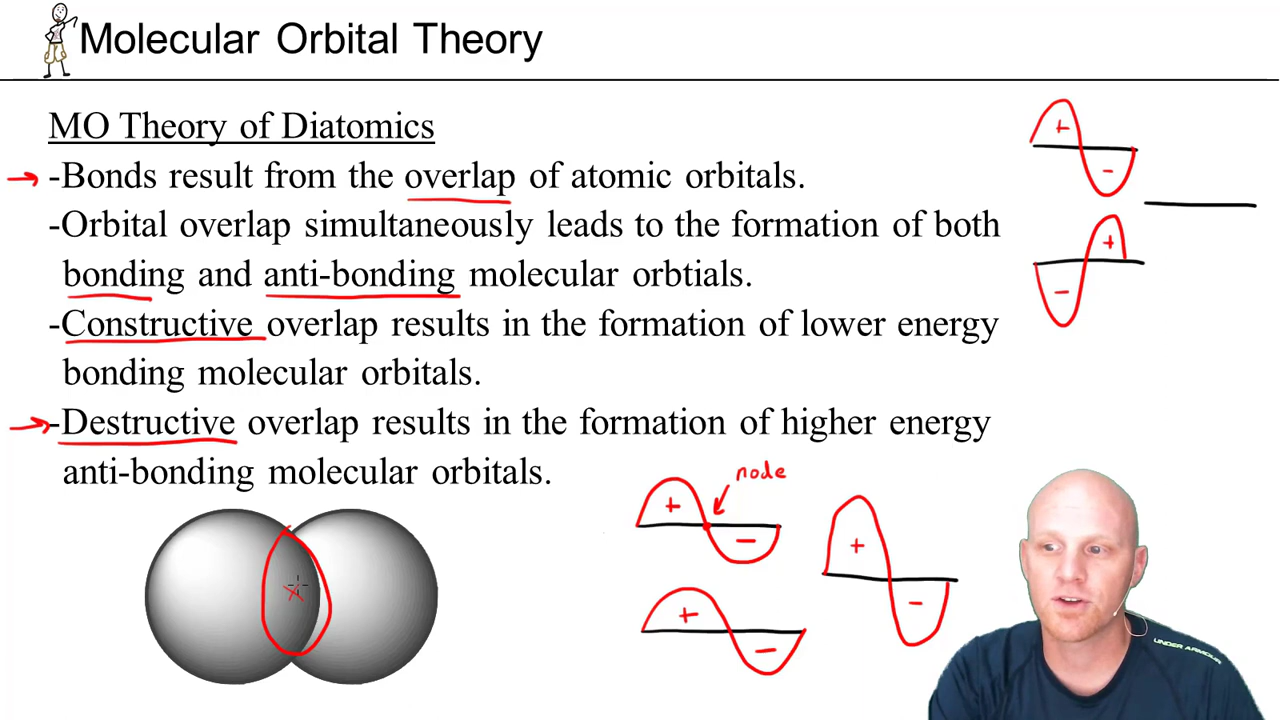 Molecular Orbital Theory
MO Theory of Diatomics
-Bonds result from the overlap of atomic orbitals.
-Orbital overlap simultaneously leads to the formation of both
bonding and anti-bonding molecular orbtials.
-Constructive overlap results in the formation of lower energy
bonding molecular orbitals.
-Destructive overlap results in the formation of higher energy
anti-bonding molecular orbitals.
+
-
+
-
node
+
-
+
-
+
-
UNDER ARMOUR